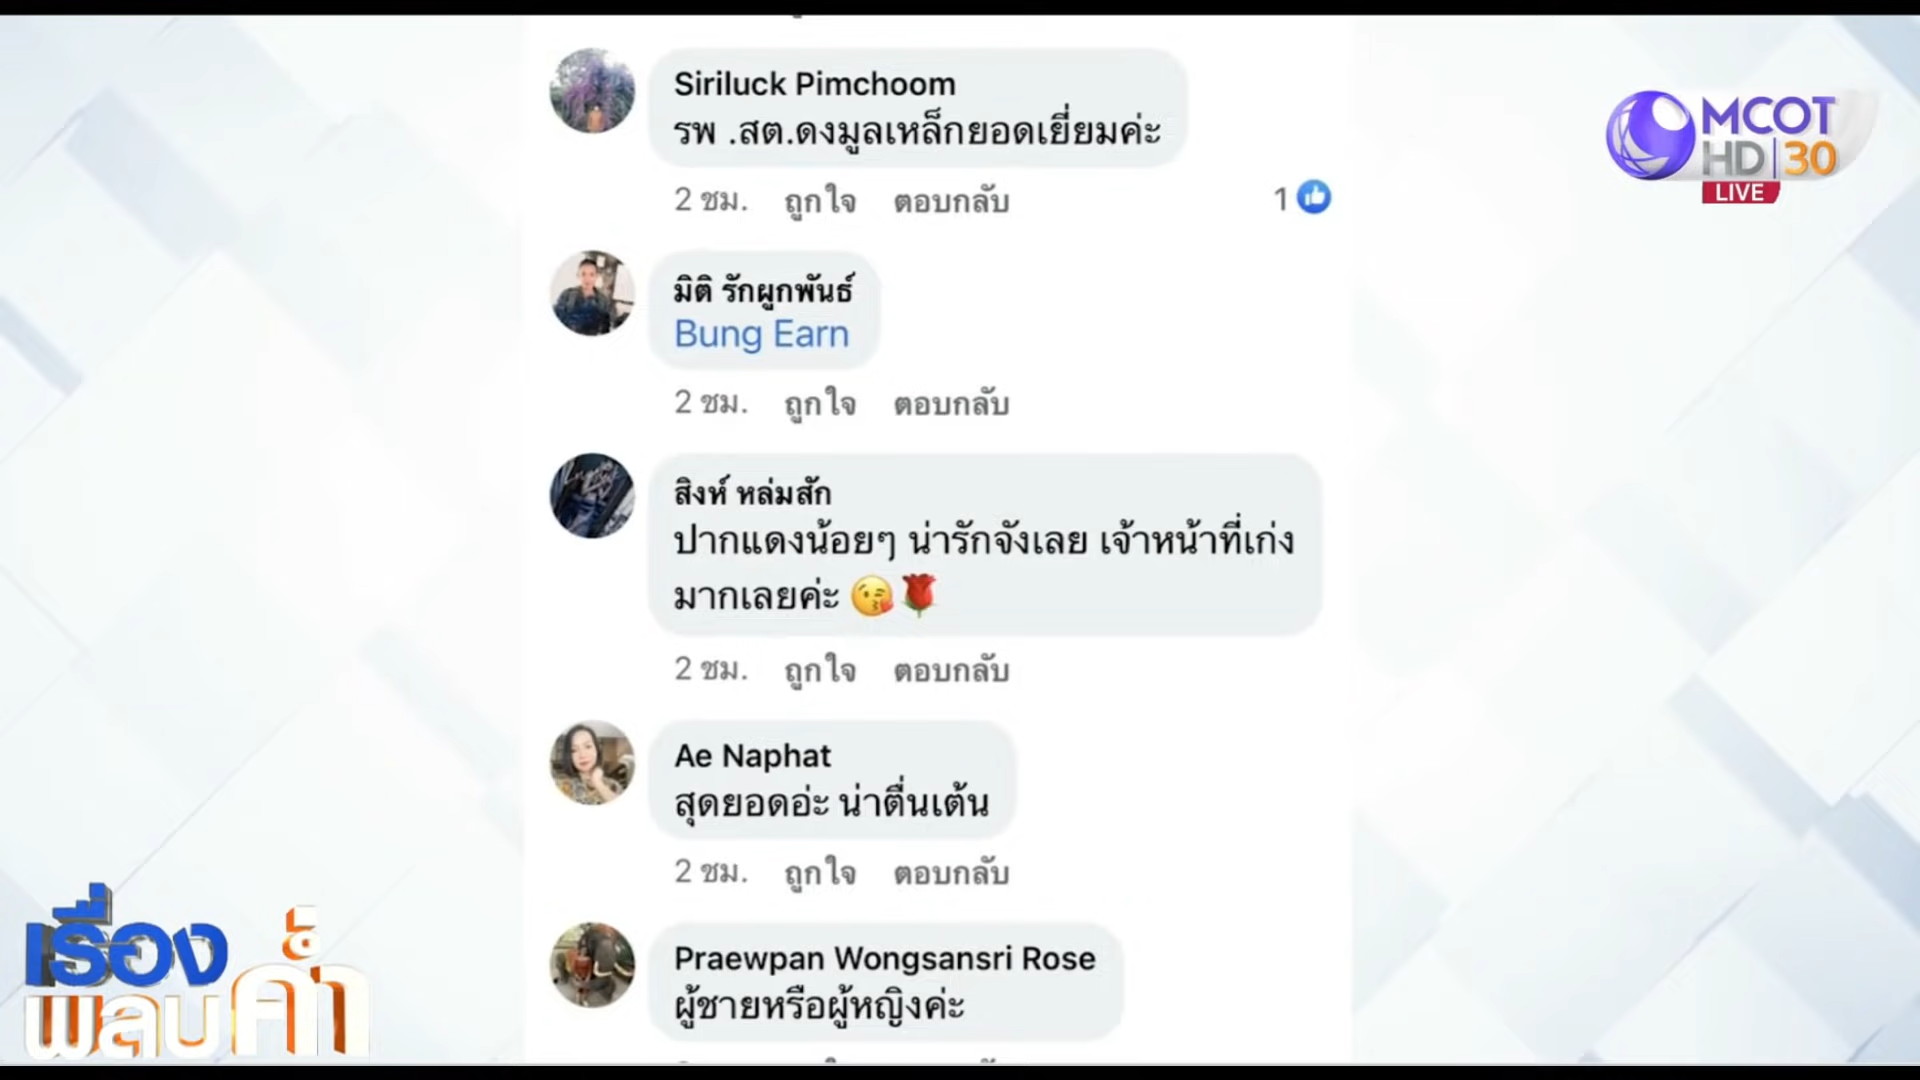 Siriluck Pimchoom
รพ .สต.ดงมูลเหล็กยอดเยี่ยมค่ะ
2 ชม. ถูกใจ ตอบกลับ
1
มิติ รักผูกพันธ์
Bung Earn
2 ชม. ถูกใจ ตอบกลับ
สิงห์ หล่มสัก
ปากแดงน้อยๆ น่ารักจังเลย เจ้าหน้าที่เก่ง
มากเลยค่ะ 😘🌹
2 ชม. ถูกใจ ตอบกลับ
Ae Naphat
สุดยอดอ่ะ น่าตื่นเต้น
2 ชม. ถูกใจ ตอบกลับ
Praewpan Wongsansri Rose
ผู้ชายหรือผู้หญิงค่ะ
MCOT
HD 30
LIVE
เรื่อง
พลบค่ำ